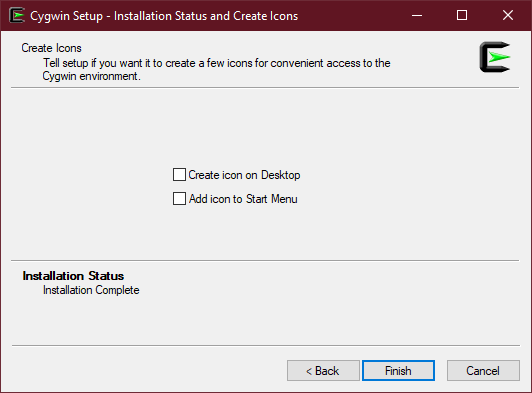 Cygwin Setup - Installation Status and Create Icons
Create Icons
Tell setup if you want it to create a few icons for convenient access to the
Cygwin environment.
Create icon on Desktop
Add icon to Start Menu
Installation Status
Installation Complete
< Back
Finish
Cancel